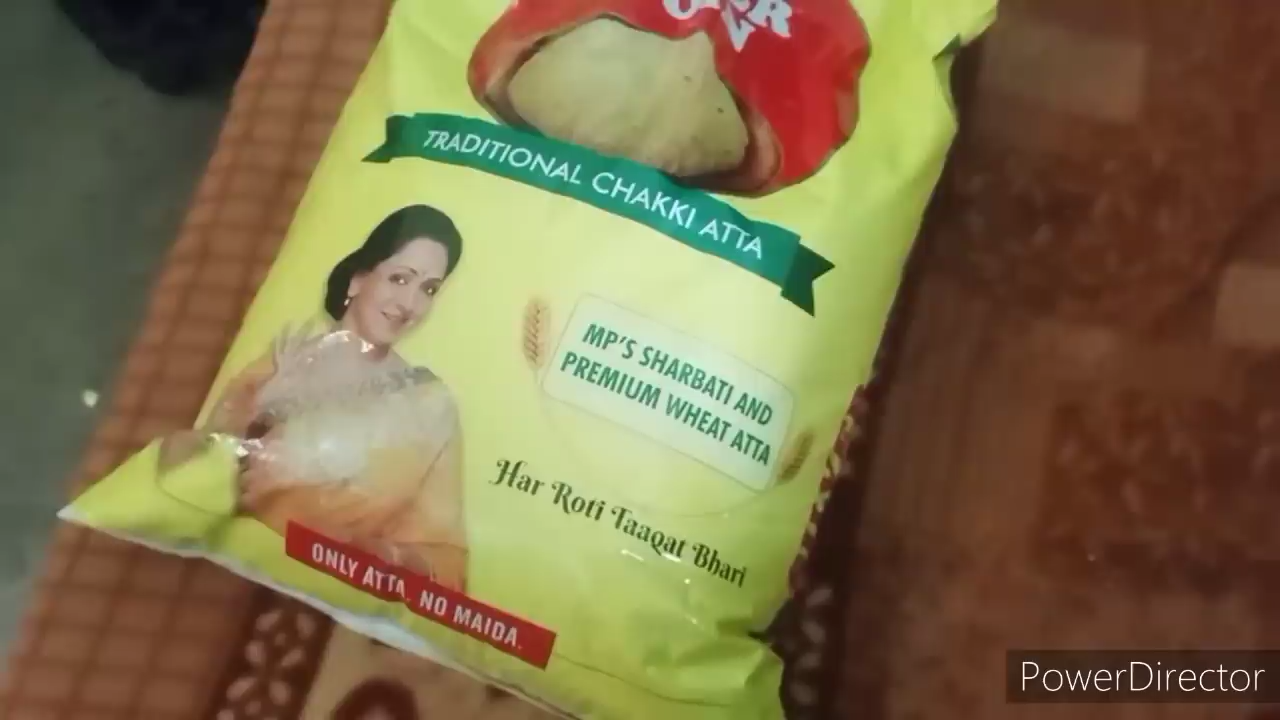 TRADITIONAL CHAKKI ATTA
MP'S SHARBATI AND
PREMIUM WHEAT ATTA
Har Roti Taaqat Bhari
ONLY ATTA. NO MAIDA.
PowerDirector